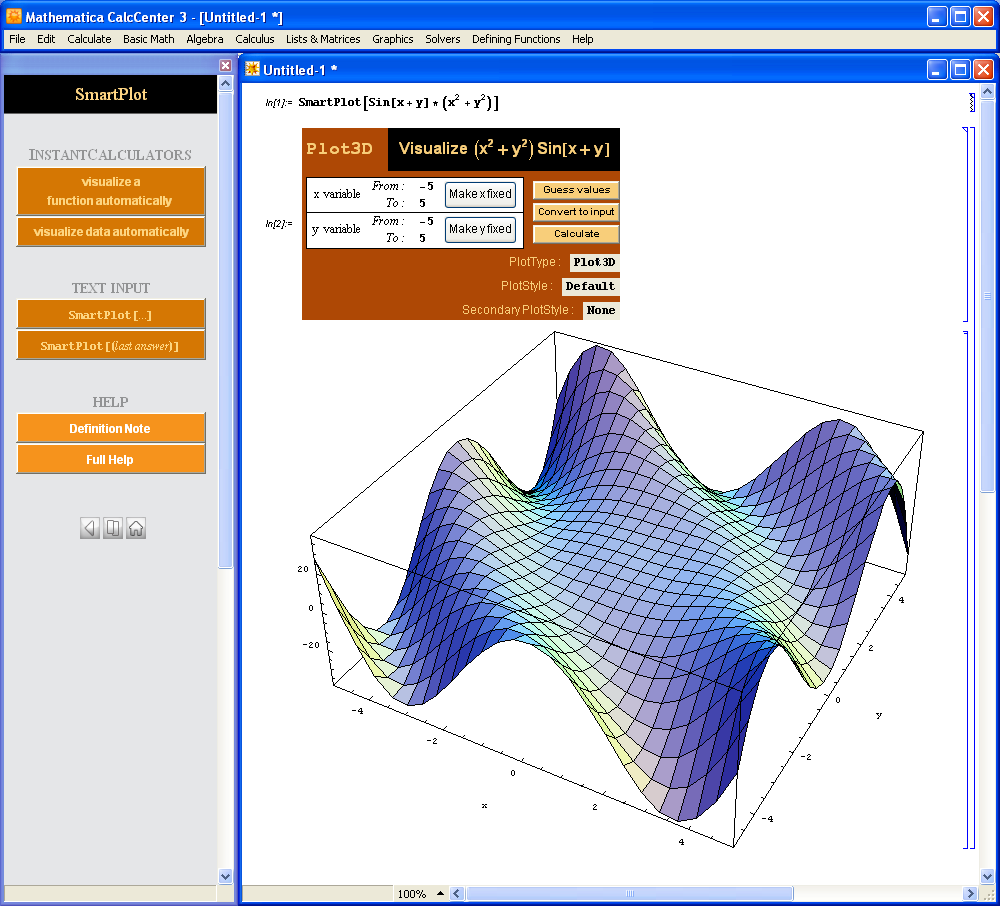 Mathematica CalcCenter 3 - [Untitled-1 *]
File Edit Calculate Basic Math Algebra Calculus Lists & Matrices Graphics Solvers Defining Functions Help
SmartPlot
INSTANTCALCULATORS
visualize a
function automatically
visualize data automatically
TEXT INPUT
SmartPlot[...]
SmartPlot[(last answer)]
HELP
Definition Note
Full Help
Untitled-1 *
In[1]:= SmartPlot[Sin[x + y] * (x² + y²)]
Plot3D Visualize (x² + y²) Sin[x + y]
In[2]:=
x variable From : -5 Make x fixed
To : 5
y variable From : -5 Make y fixed
To : 5
Guess values
Convert to input
Calculate
PlotType : Plot3D
PlotStyle : Default
Secondary PlotStyle : None
20
0
-20
-4
-2
0
2
4
x
4
2
0
-2
-4
y
100%